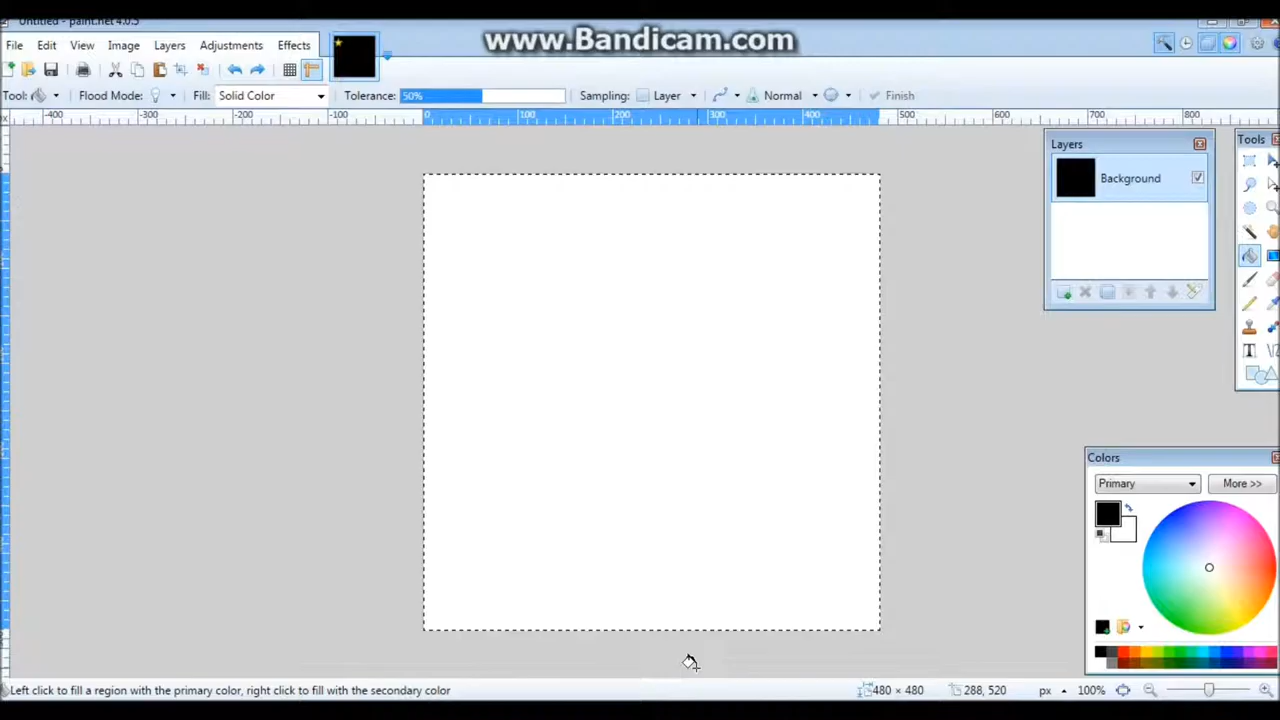 Untitled - paint.net 4.0.5
www.Bandicam.com
File Edit View Image Layers Adjustments Effects
Tool: Flood Mode: Fill: Solid Color Tolerance: 50% Sampling: Layer Normal Finish
-400 -300 -200 -100 0 100 200 300 400 500 600 700 800
Layers
Background
Tools
Colors
Primary More >>
Left click to fill a region with the primary color, right click to fill with the secondary color 480 × 480 288, 520 px 100%